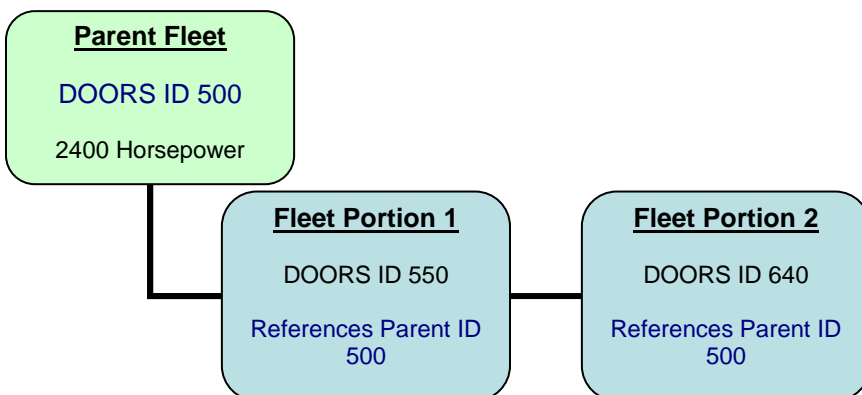 Parent Fleet
DOORS ID 500
2400 Horsepower
Fleet Portion 1
DOORS ID 550
References Parent ID
500
Fleet Portion 2
DOORS ID 640
References Parent ID
500